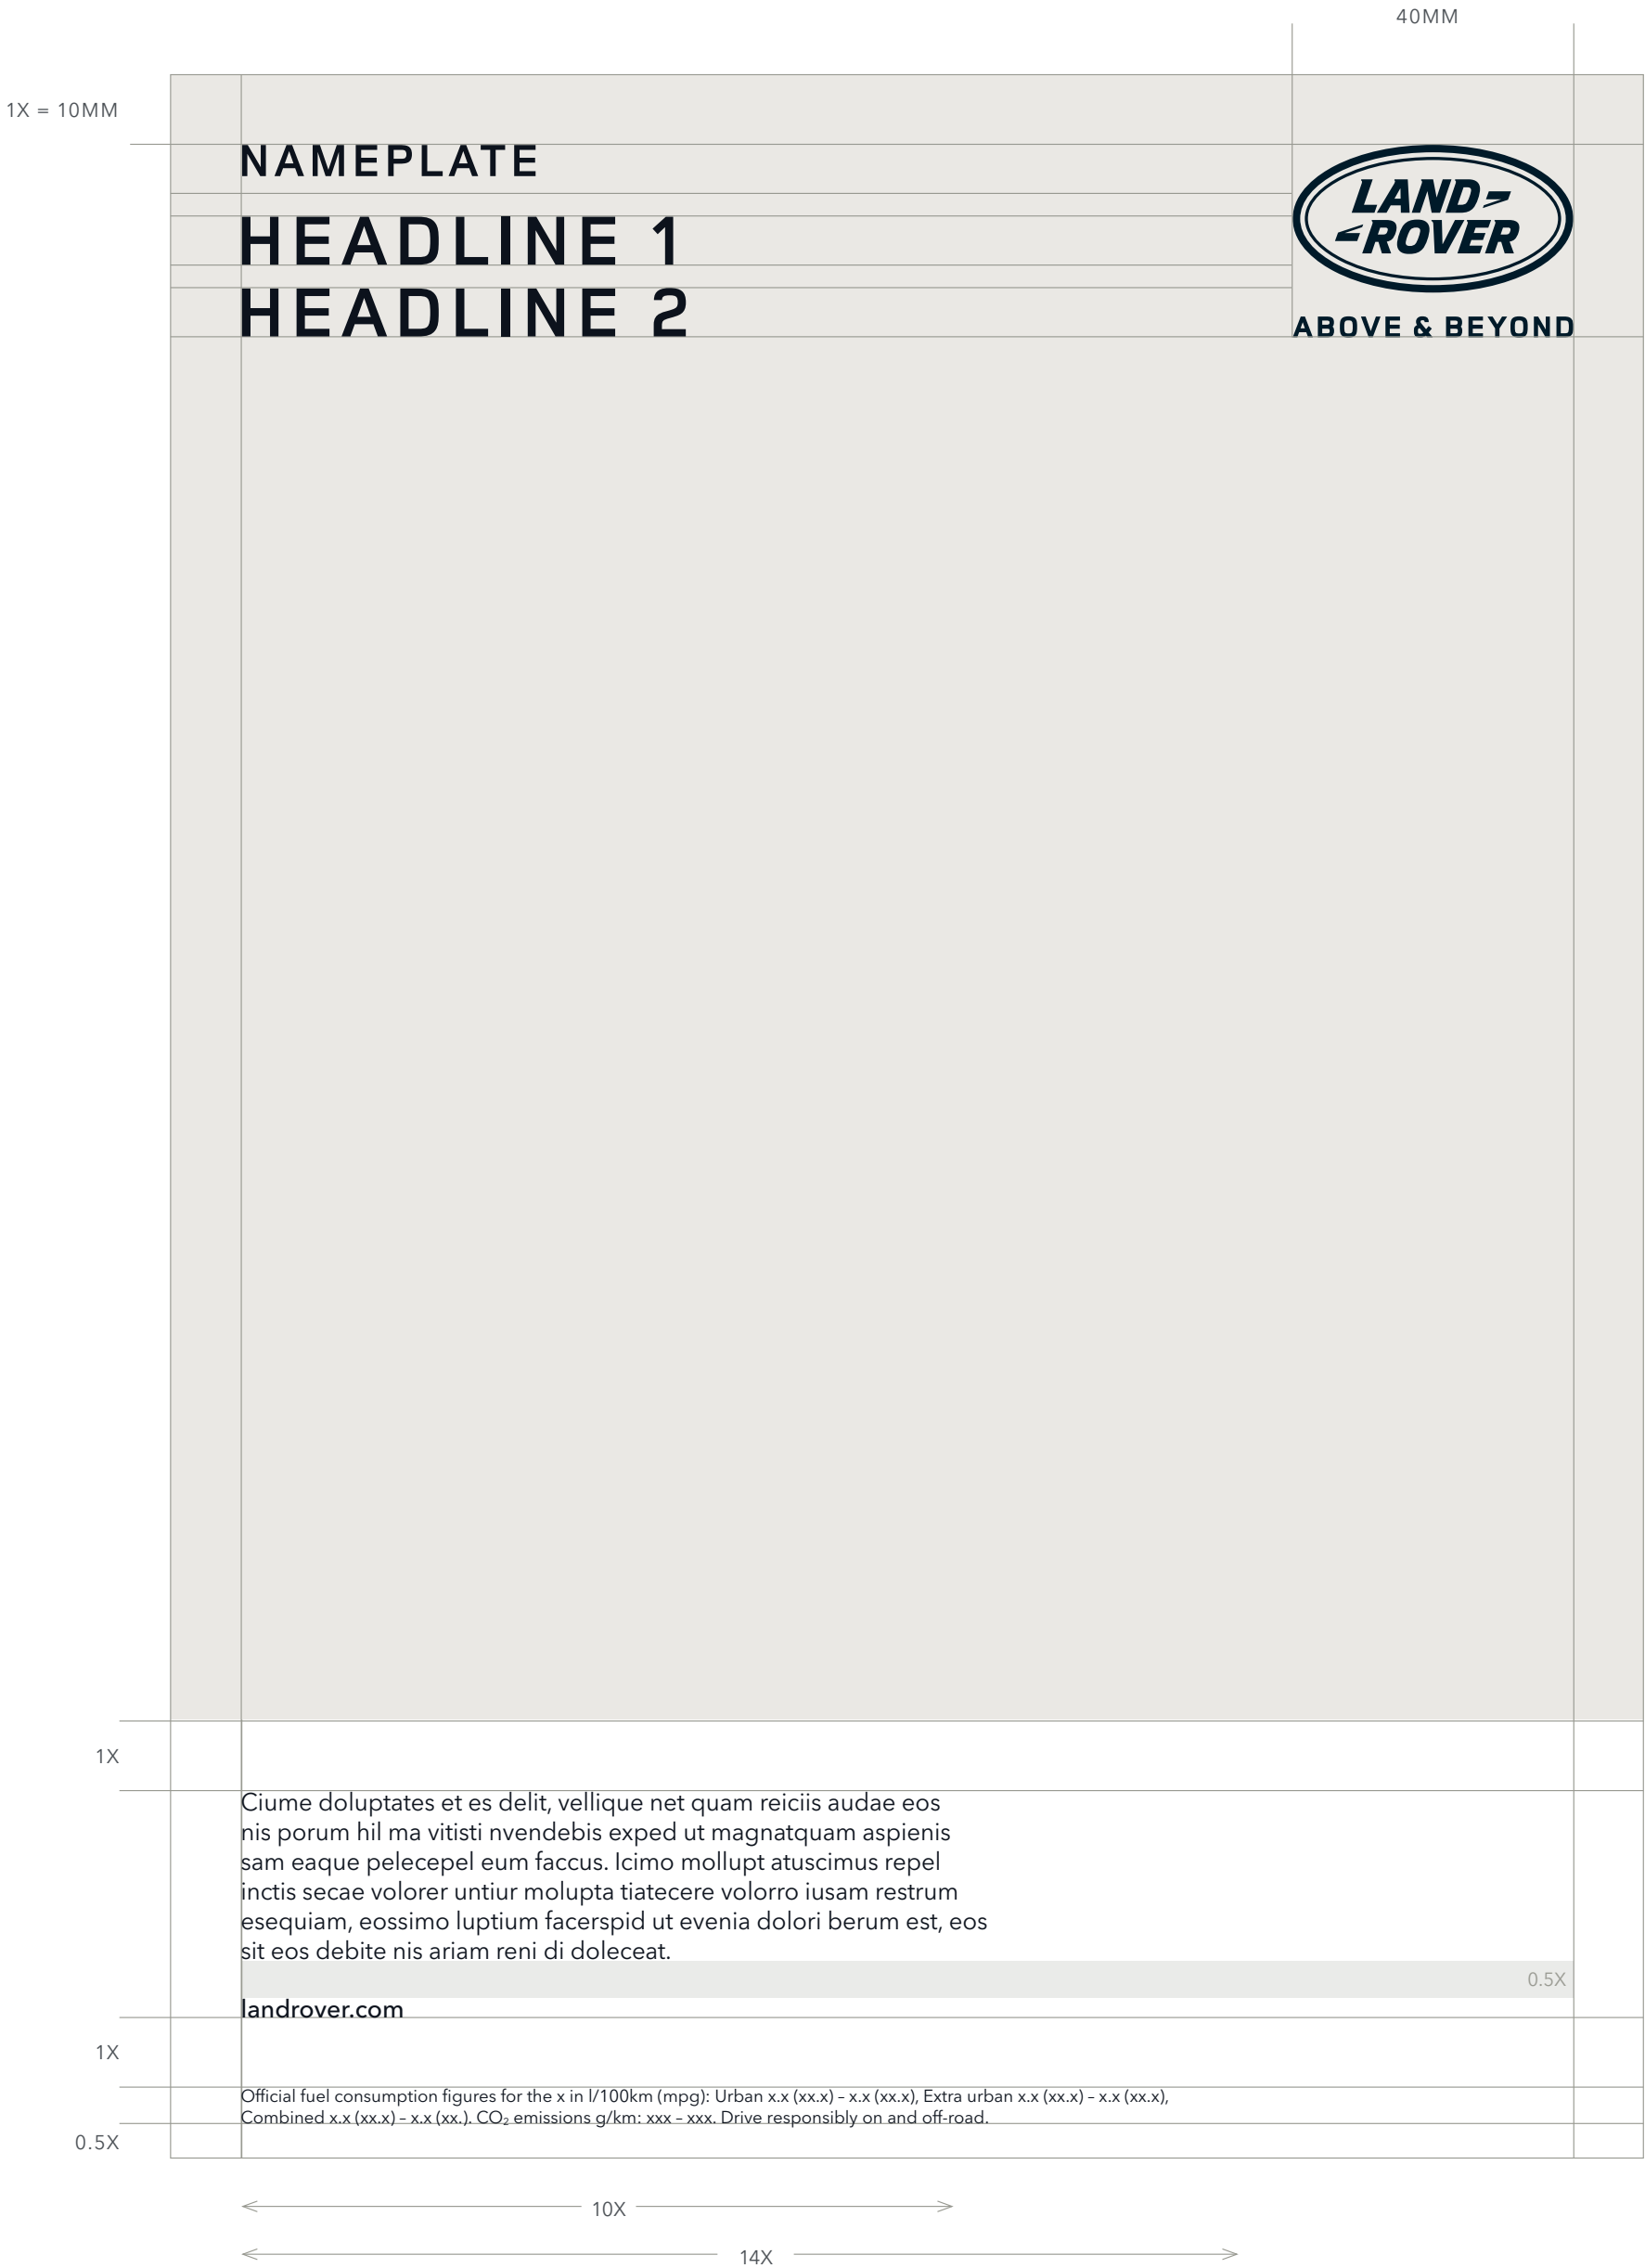 40MM
1X = 10MM
NAMEPLATE
HEADLINE 1
HEADLINE 2
LAND
ROVER
ABOVE & BEYOND
1X
Ciume doluptates et es delit, vellique net quam reiciis audae eos
nis porum hil ma vitisti nvendebis exped ut magnatquam aspienis
sam eaque pelecepel eum faccus. Icimo mollupt atuscimus repel
inctis secae volorer untiur molupta tiatecere volorro iusam restrum
esequiam, eossimo luptium facerspid ut evenia dolori berum est, eos
sit eos debite nis ariam reni di doleceat.
0.5X
landrover.com
1X
Official fuel consumption figures for the x in l/100km (mpg): Urban x.x (xx.x) – x.x (xx.x), Extra urban x.x (xx.x) – x.x (xx.x),
Combined x.x (xx.x) – x.x (xx.). CO₂ emissions g/km: xxx – xxx. Drive responsibly on and off-road.
0.5X
10X
14X